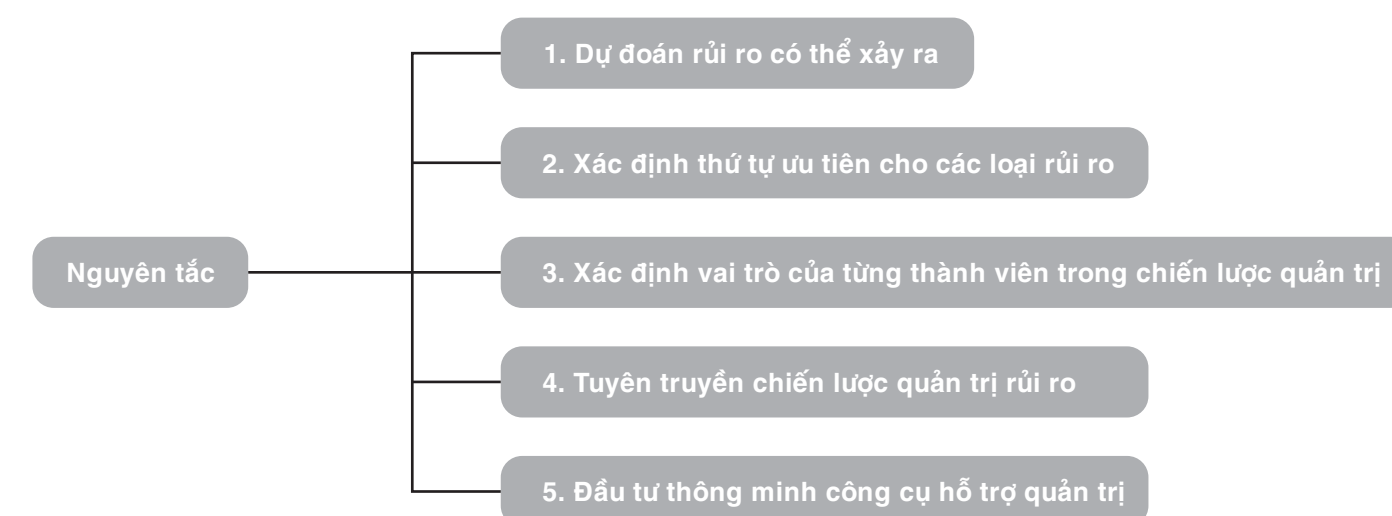 1. Dự đoán rủi ro có thể xảy ra
2. Xác định thứ tự ưu tiên cho các loại rủi ro
Nguyên tắc
3. Xác định vai trò của từng thành viên trong chiến lược quản trị
4. Tuyên truyền chiến lược quản trị rủi ro
5. Đầu tư thông minh công cụ hỗ trợ quản trị